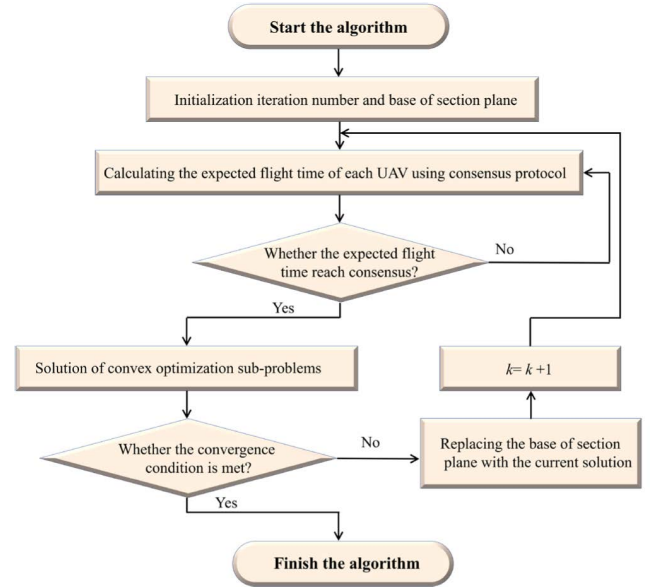 Start the algorithm
Initialization iteration number and base of section plane
Calculating the expected flight time of each UAV using consensus protocol
Whether the expected flight
time reach consensus?
No
Yes
Solution of convex optimization sub-problems
k= k +1
Whether the convergence
condition is met?
No
Replacing the base of section
plane with the current solution
Yes
Finish the algorithm